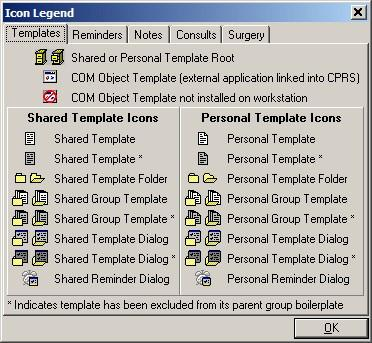 Icon Legend
Templates Reminders Notes Consults Surgery
Shared or Personal Template Root
COM Object Template (external application linked into CPRS)
COM Object Template not installed on workstation
Shared Template Icons
Shared Template
Shared Template *
Shared Template Folder
Shared Group Template
Shared Group Template *
Shared Template Dialog
Shared Template Dialog *
Shared Reminder Dialog
Personal Template Icons
Personal Template
Personal Template *
Personal Template Folder
Personal Group Template
Personal Group Template *
Personal Template Dialog
Personal Template Dialog *
Personal Reminder Dialog
* Indicates template has been excluded from its parent group boilerplate
OK